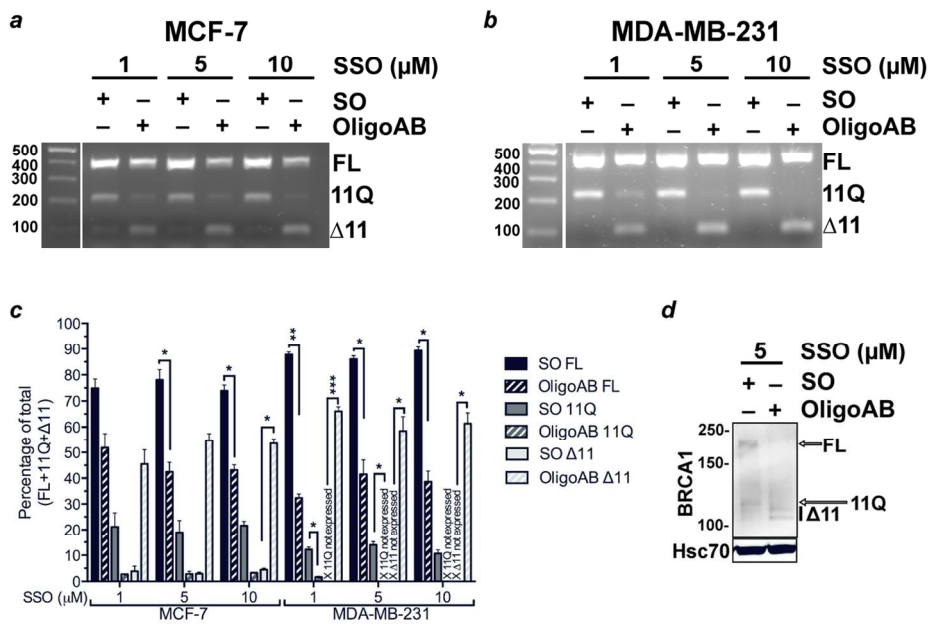 a
MCF-7
1 5 10 SSO (μM)
+ – + – + – SO
– + – + – + OligoAB
500
400
300
200
100
FL
11Q
Δ11
b
MDA-MB-231
1 5 10 SSO (μM)
+ – + – + – SO
– + – + – + OligoAB
500
400
300
200
100
FL
11Q
Δ11
c
Percentage of total
(FL+11Q+Δ11)
100
90
80
70
60
50
40
30
20
10
0
*
*
*
**
*
X 11Q not expressed
***
*
*
X 11Q not expressed
X Δ11 not expressed
*
*
X 11Q not expressed
X Δ11 not expressed
*
SSO (μM) 1 5 10 1 5 10
MCF-7 MDA-MB-231
SO FL
OligoAB FL
SO 11Q
OligoAB 11Q
SO Δ11
OligoAB Δ11
d
5 SSO (μM)
+ – SO
– + OligoAB
BRCA1
250-
150-
100-
FL
11Q
Δ11
Hsc70